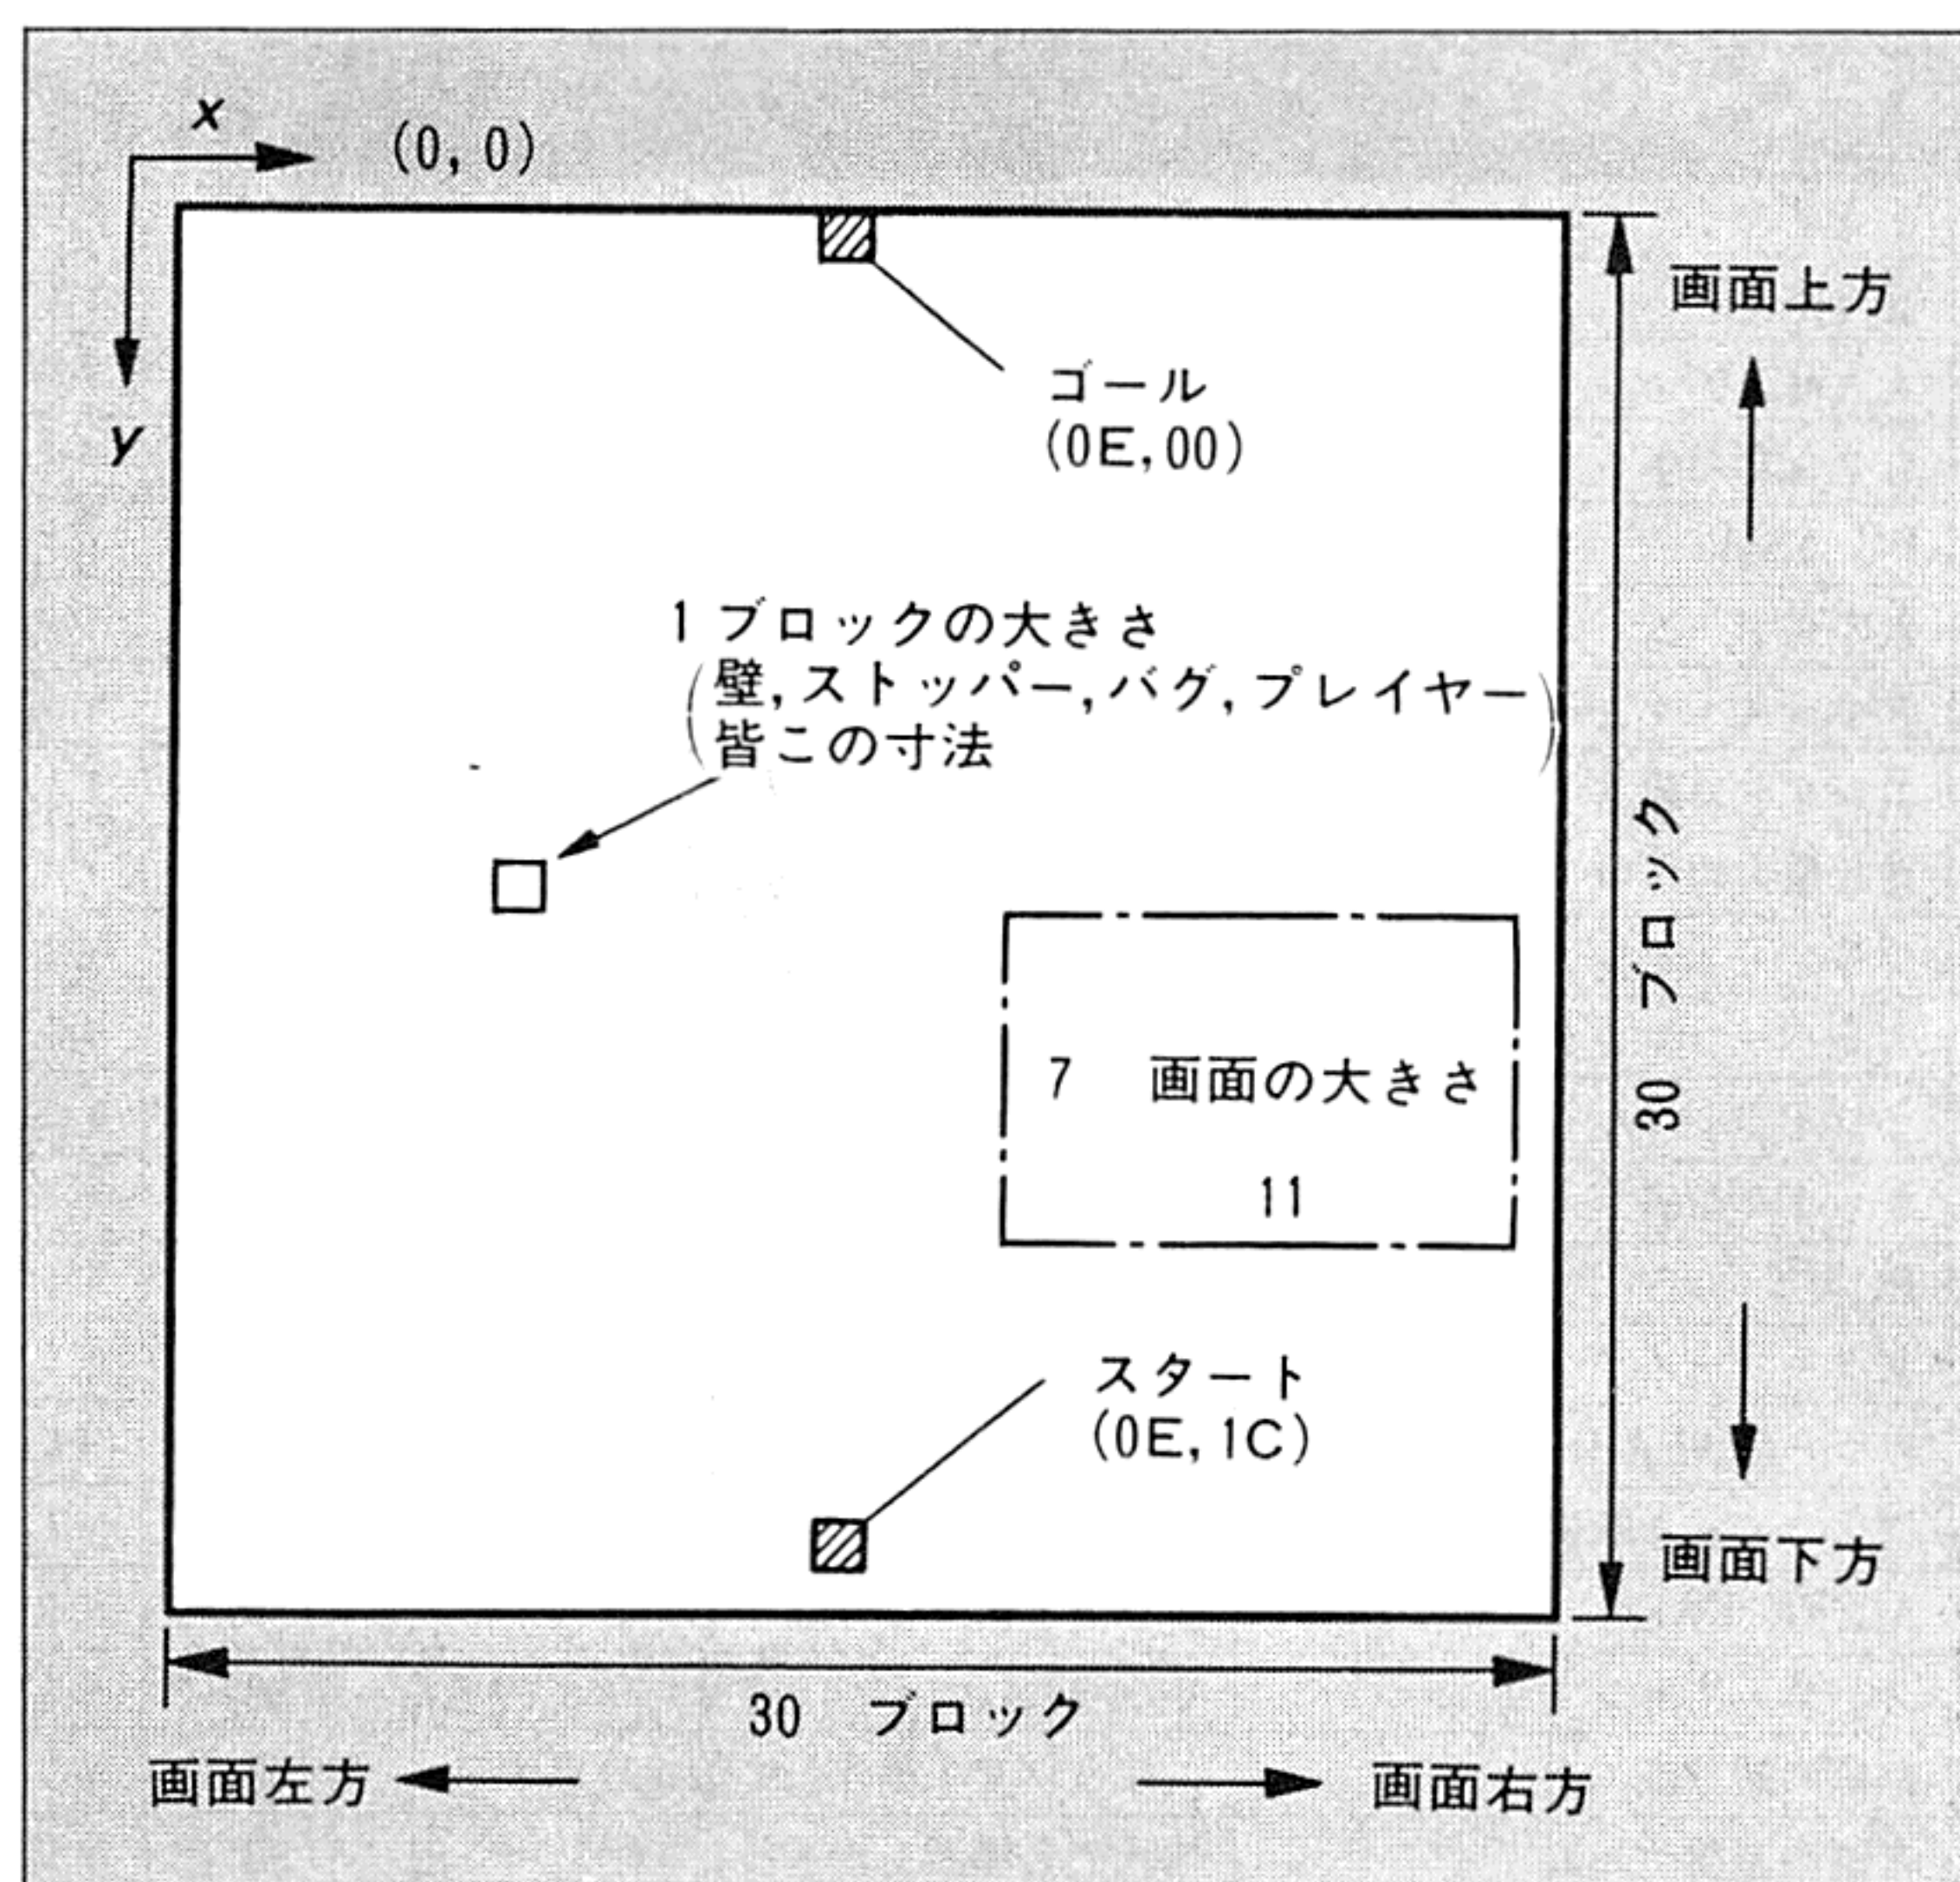 x
(0, 0)
y
画面上方
ゴール
(0E, 00)
1 ブロックの大きさ
(壁, ストッパー, バグ, プレイヤー
皆この寸法)
30 ブロック
7 画面の大きさ
11
スタート
(0E, 1C)
画面下方
30 ブロック
画面左方
画面右方